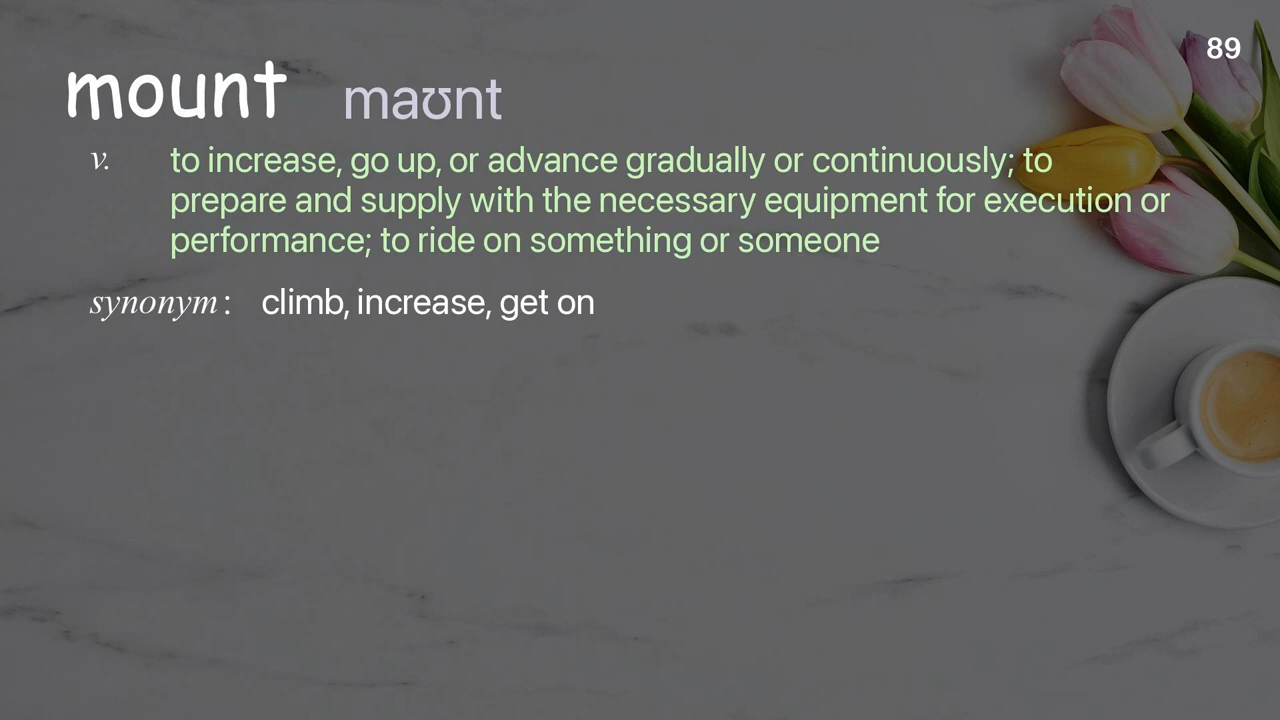 89
mount maʊnt
v. to increase, go up, or advance gradually or continuously; to
prepare and supply with the necessary equipment for execution or
performance; to ride on something or someone
synonym : climb, increase, get on